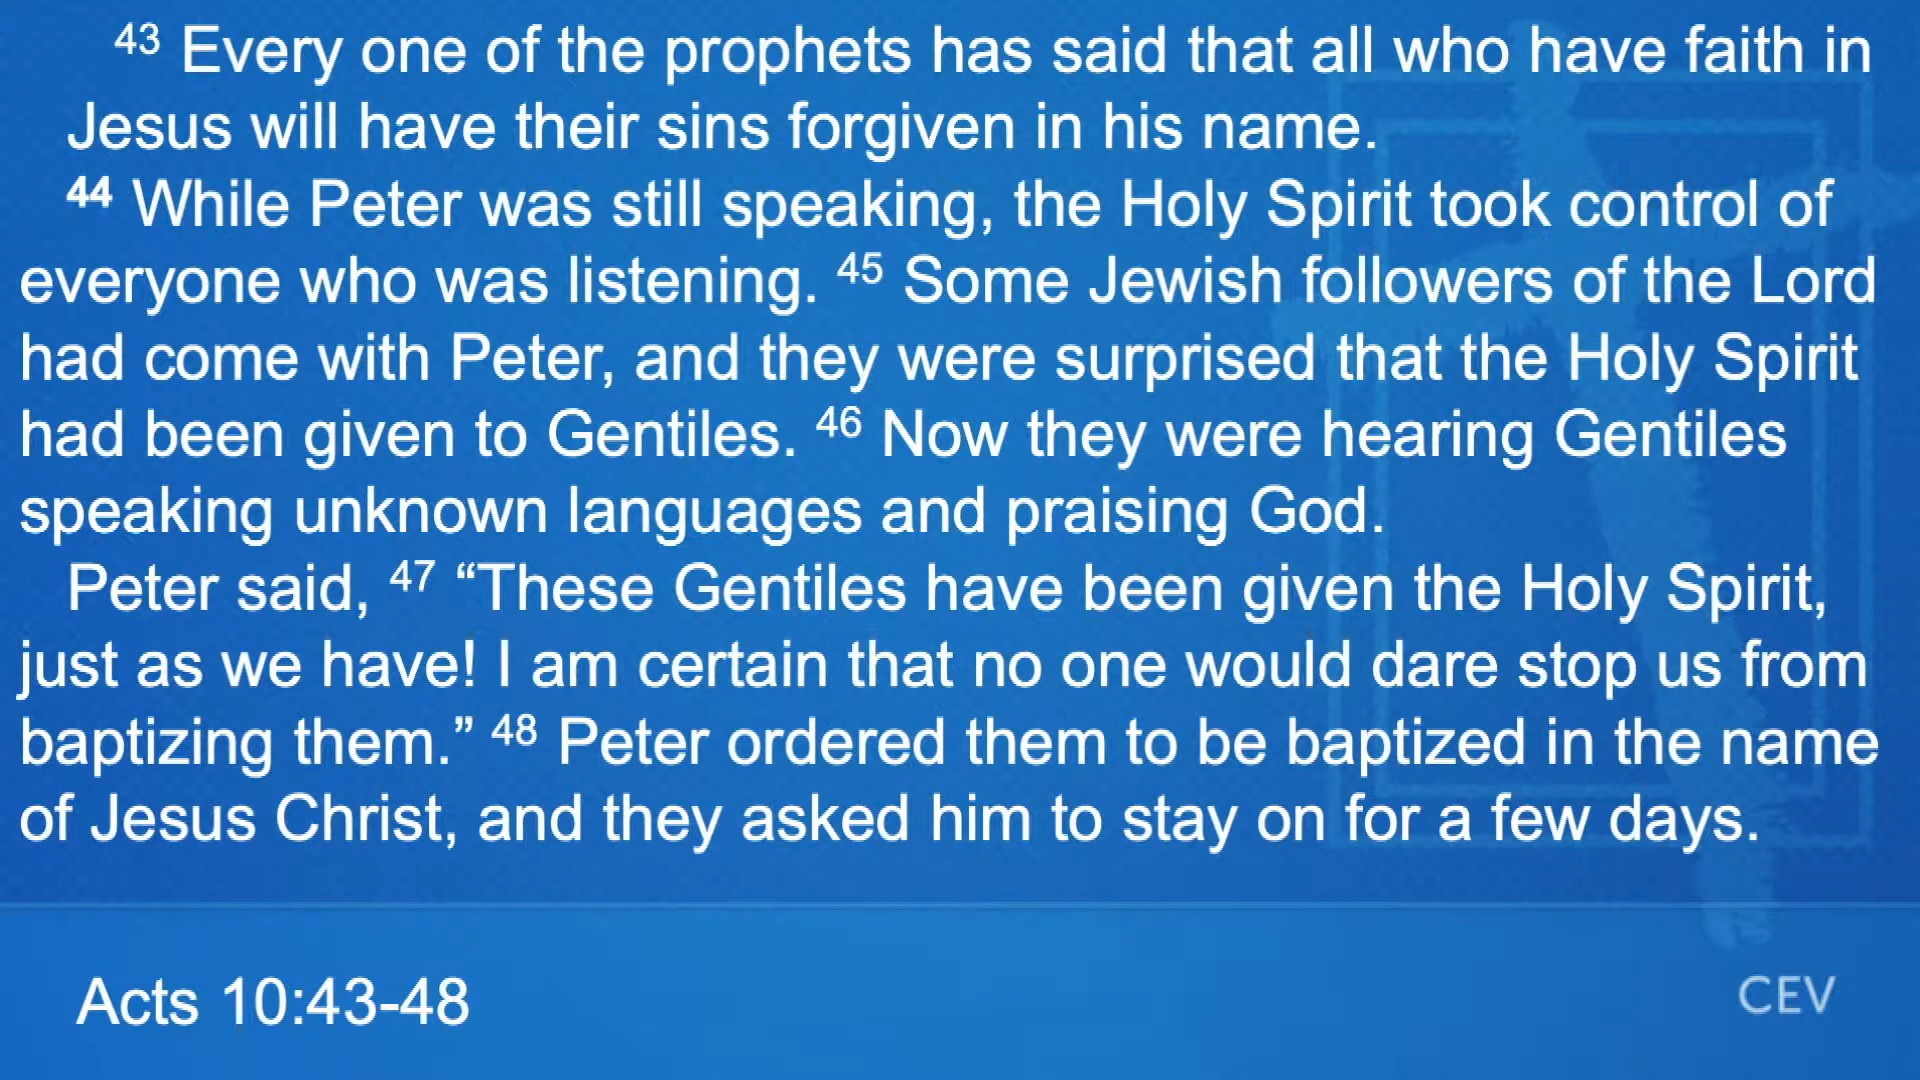 43 Every one of the prophets has said that all who have faith in
Jesus will have their sins forgiven in his name.
44 While Peter was still speaking, the Holy Spirit took control of
everyone who was listening. 45 Some Jewish followers of the Lord
had come with Peter, and they were surprised that the Holy Spirit
had been given to Gentiles. 46 Now they were hearing Gentiles
speaking unknown languages and praising God.
Peter said, 47 “These Gentiles have been given the Holy Spirit,
just as we have! I am certain that no one would dare stop us from
baptizing them.” 48 Peter ordered them to be baptized in the name
of Jesus Christ, and they asked him to stay on for a few days.
Acts 10:43-48
CEV